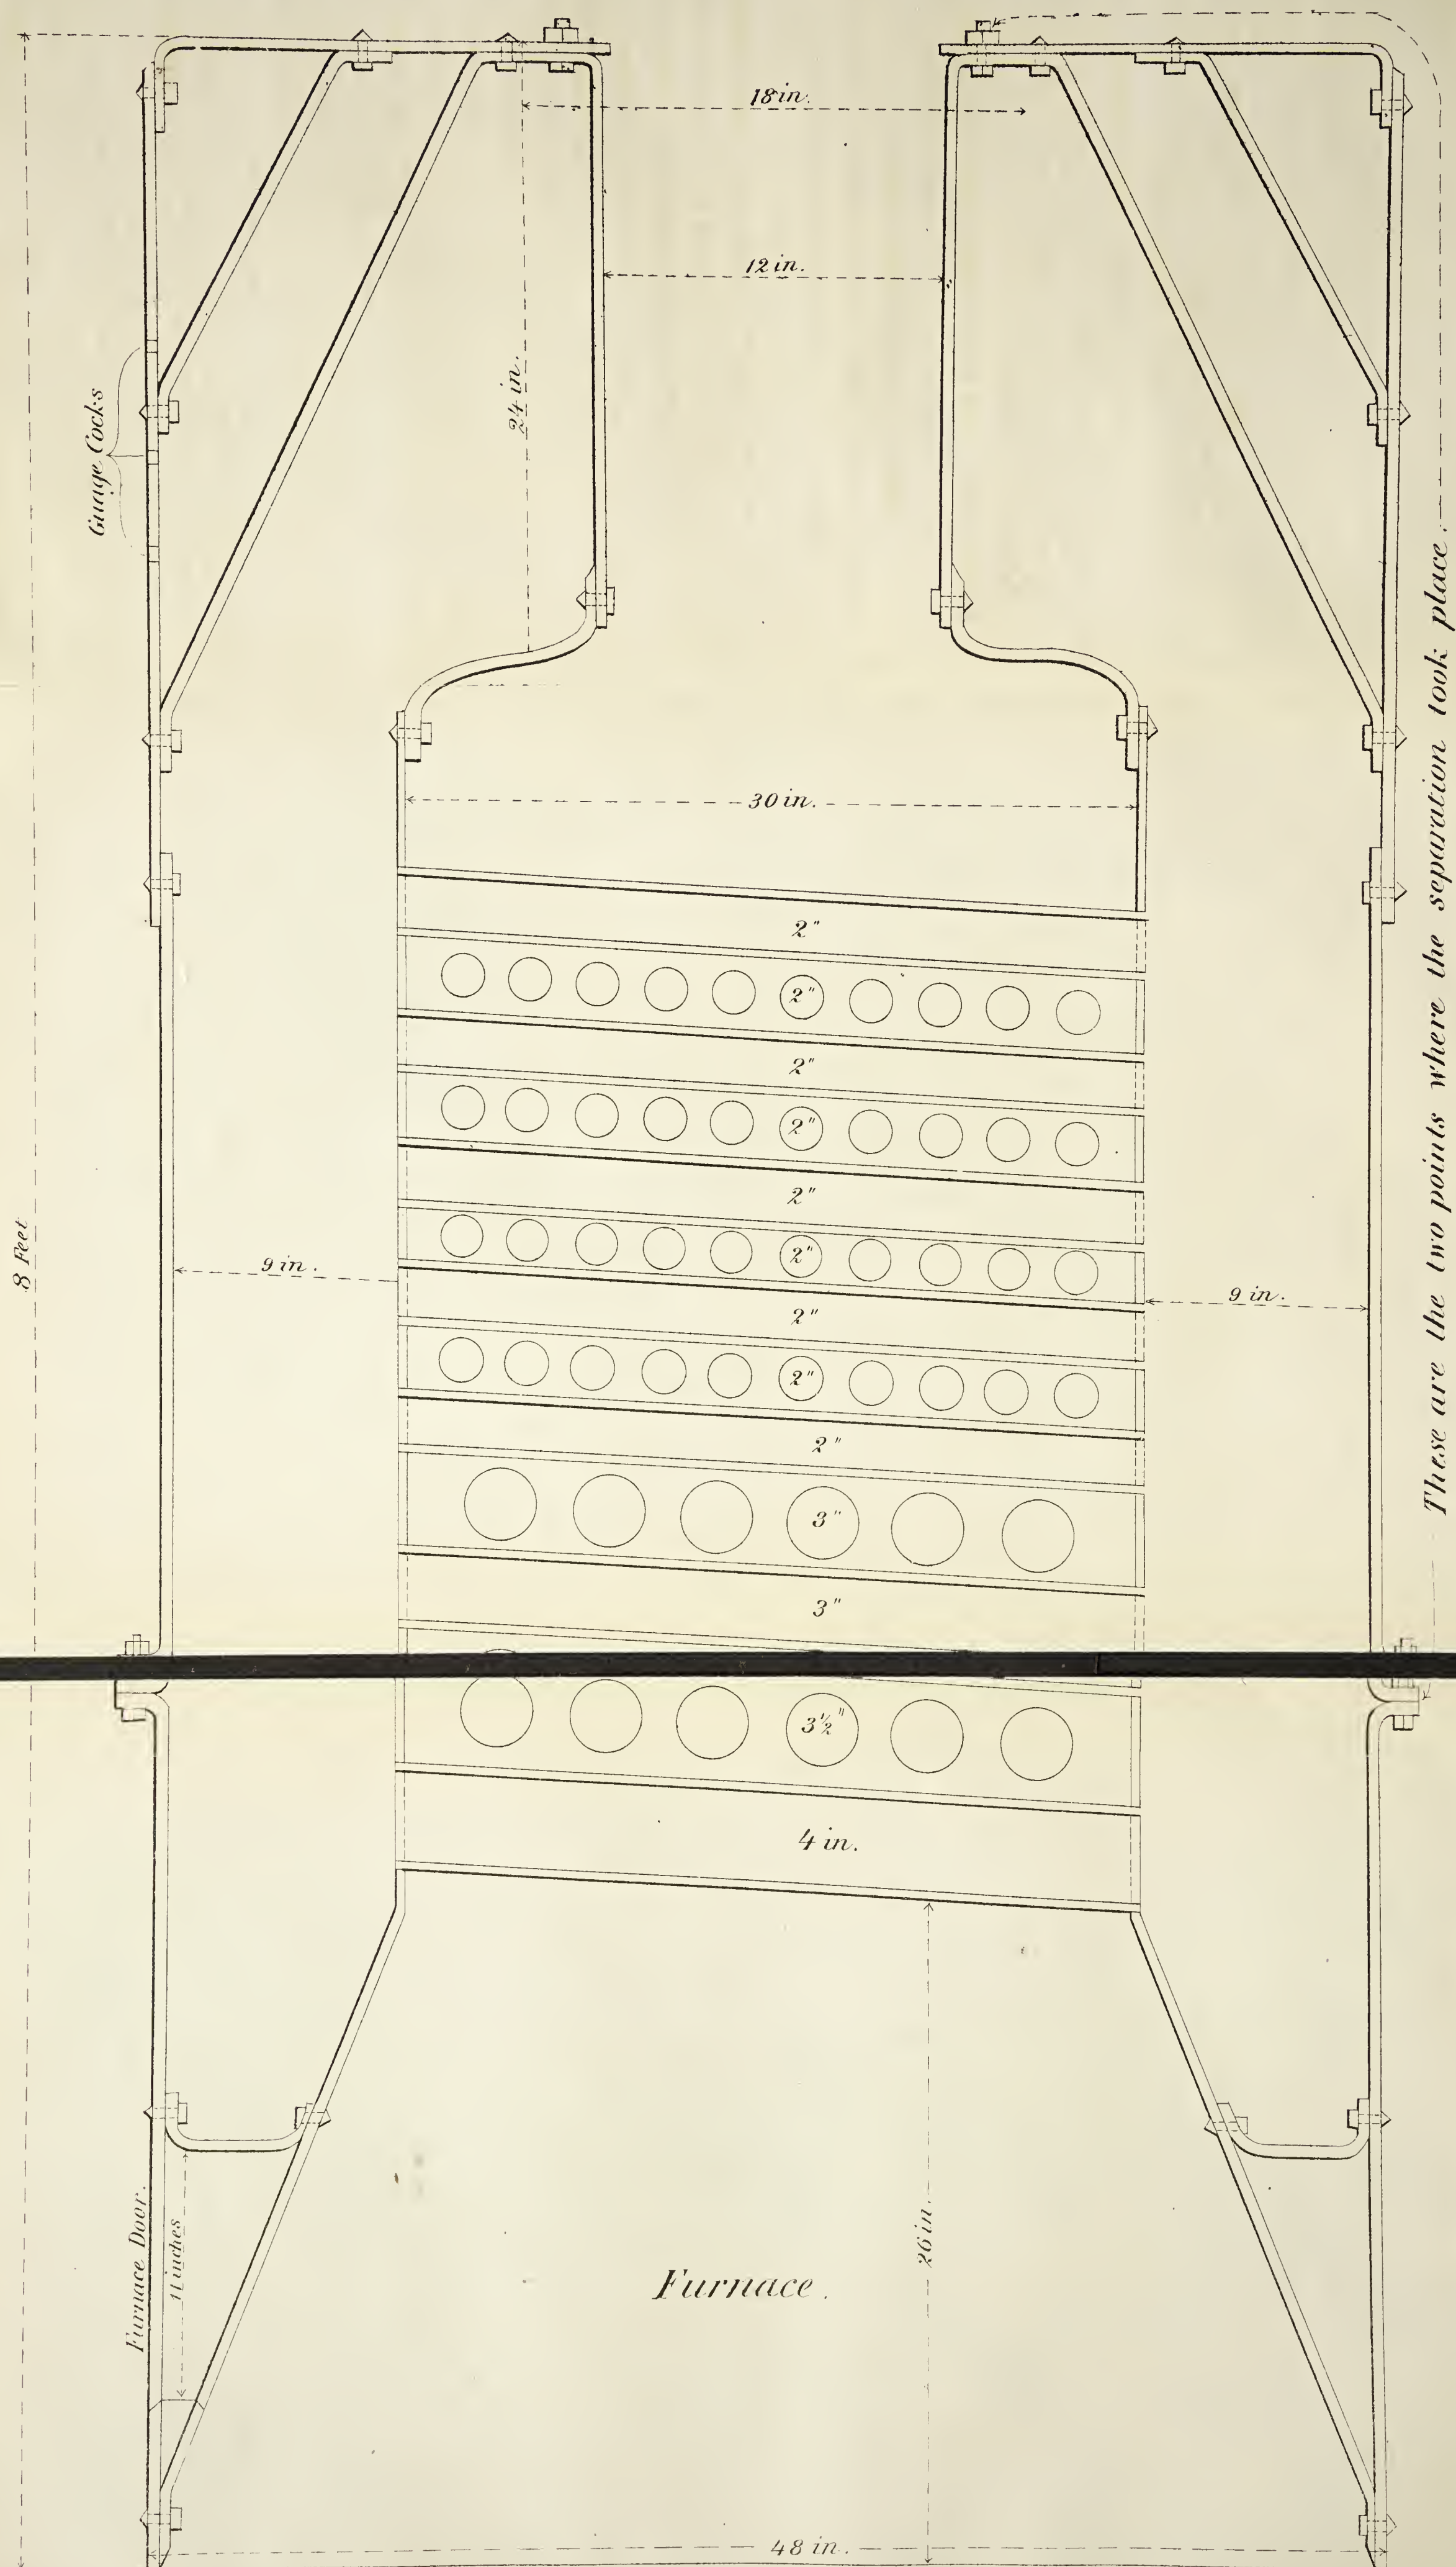 18 in.
12 in.
24 in.
Guage Cocks
30 in.
2"
2"
2"
2"
2"
2"
8 Feet
9 in.
2"
9 in.
2"
2"
2"
3"
3"
These are the two points where the separation took place.
3½"
4 in.
Furnace Door.
11 inches
26 in.
Furnace.
48 in.